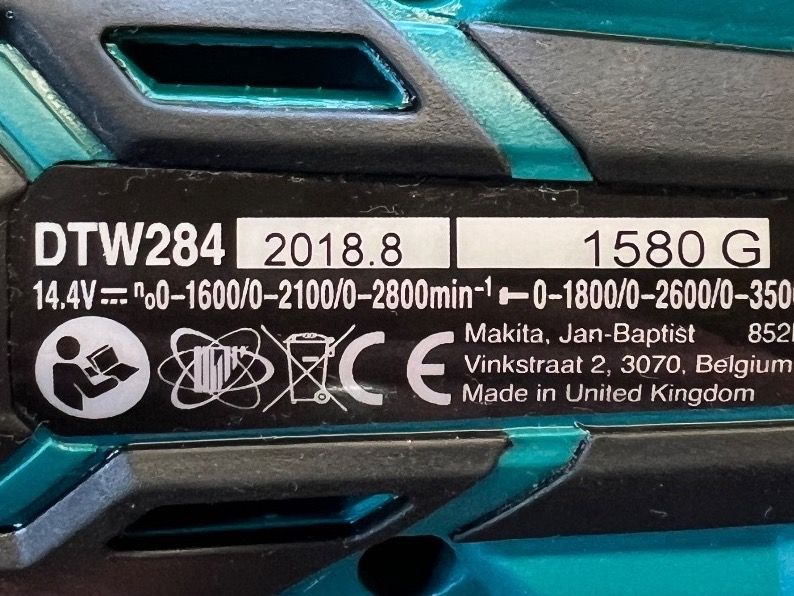 DTW284 2018.8 1580 G
14.4V⎓ n₀0-1600/0-2100/0-2800min⁻¹ 0-1800/0-2600/0-350
CE Makita, Jan-Baptist 852
Vinkstraat 2, 3070, Belgium
Made in United Kingdom